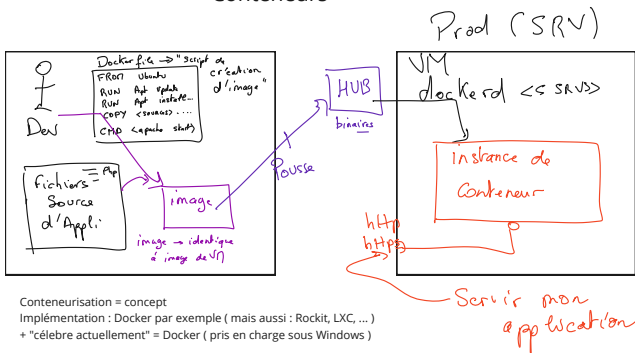 Conteneurs
Prod (SRV)
Dockerfile → "Script de
création
d'image"
FROM Ubuntu
RUN Apt update
RUN Apt install...
COPY <sources> ....
CMD <apache start>
Dev
Fichiers Php
Source
d'Appli
image
image → identique
à image de VM
Pousse
HUB
binaires
VM
dockerd
instance de
Conteneur
http
https
Servir mon
application
Conteneurisation = concept
Implémentation : Docker par exemple ( mais aussi : Rockit, LXC, ... )
+ "célebre actuellement" = Docker ( pris en charge sous Windows )